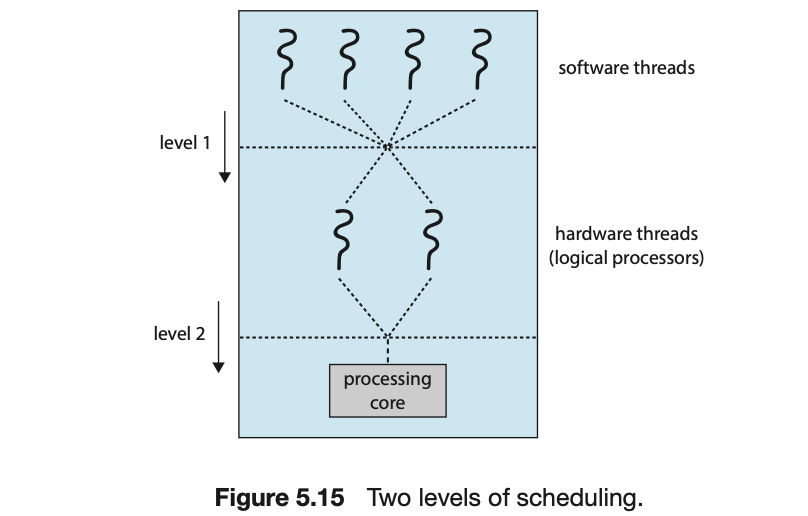 software threads
level 1
hardware threads
(logical processors)
level 2
processing
core
Figure 5.15 Two levels of scheduling.